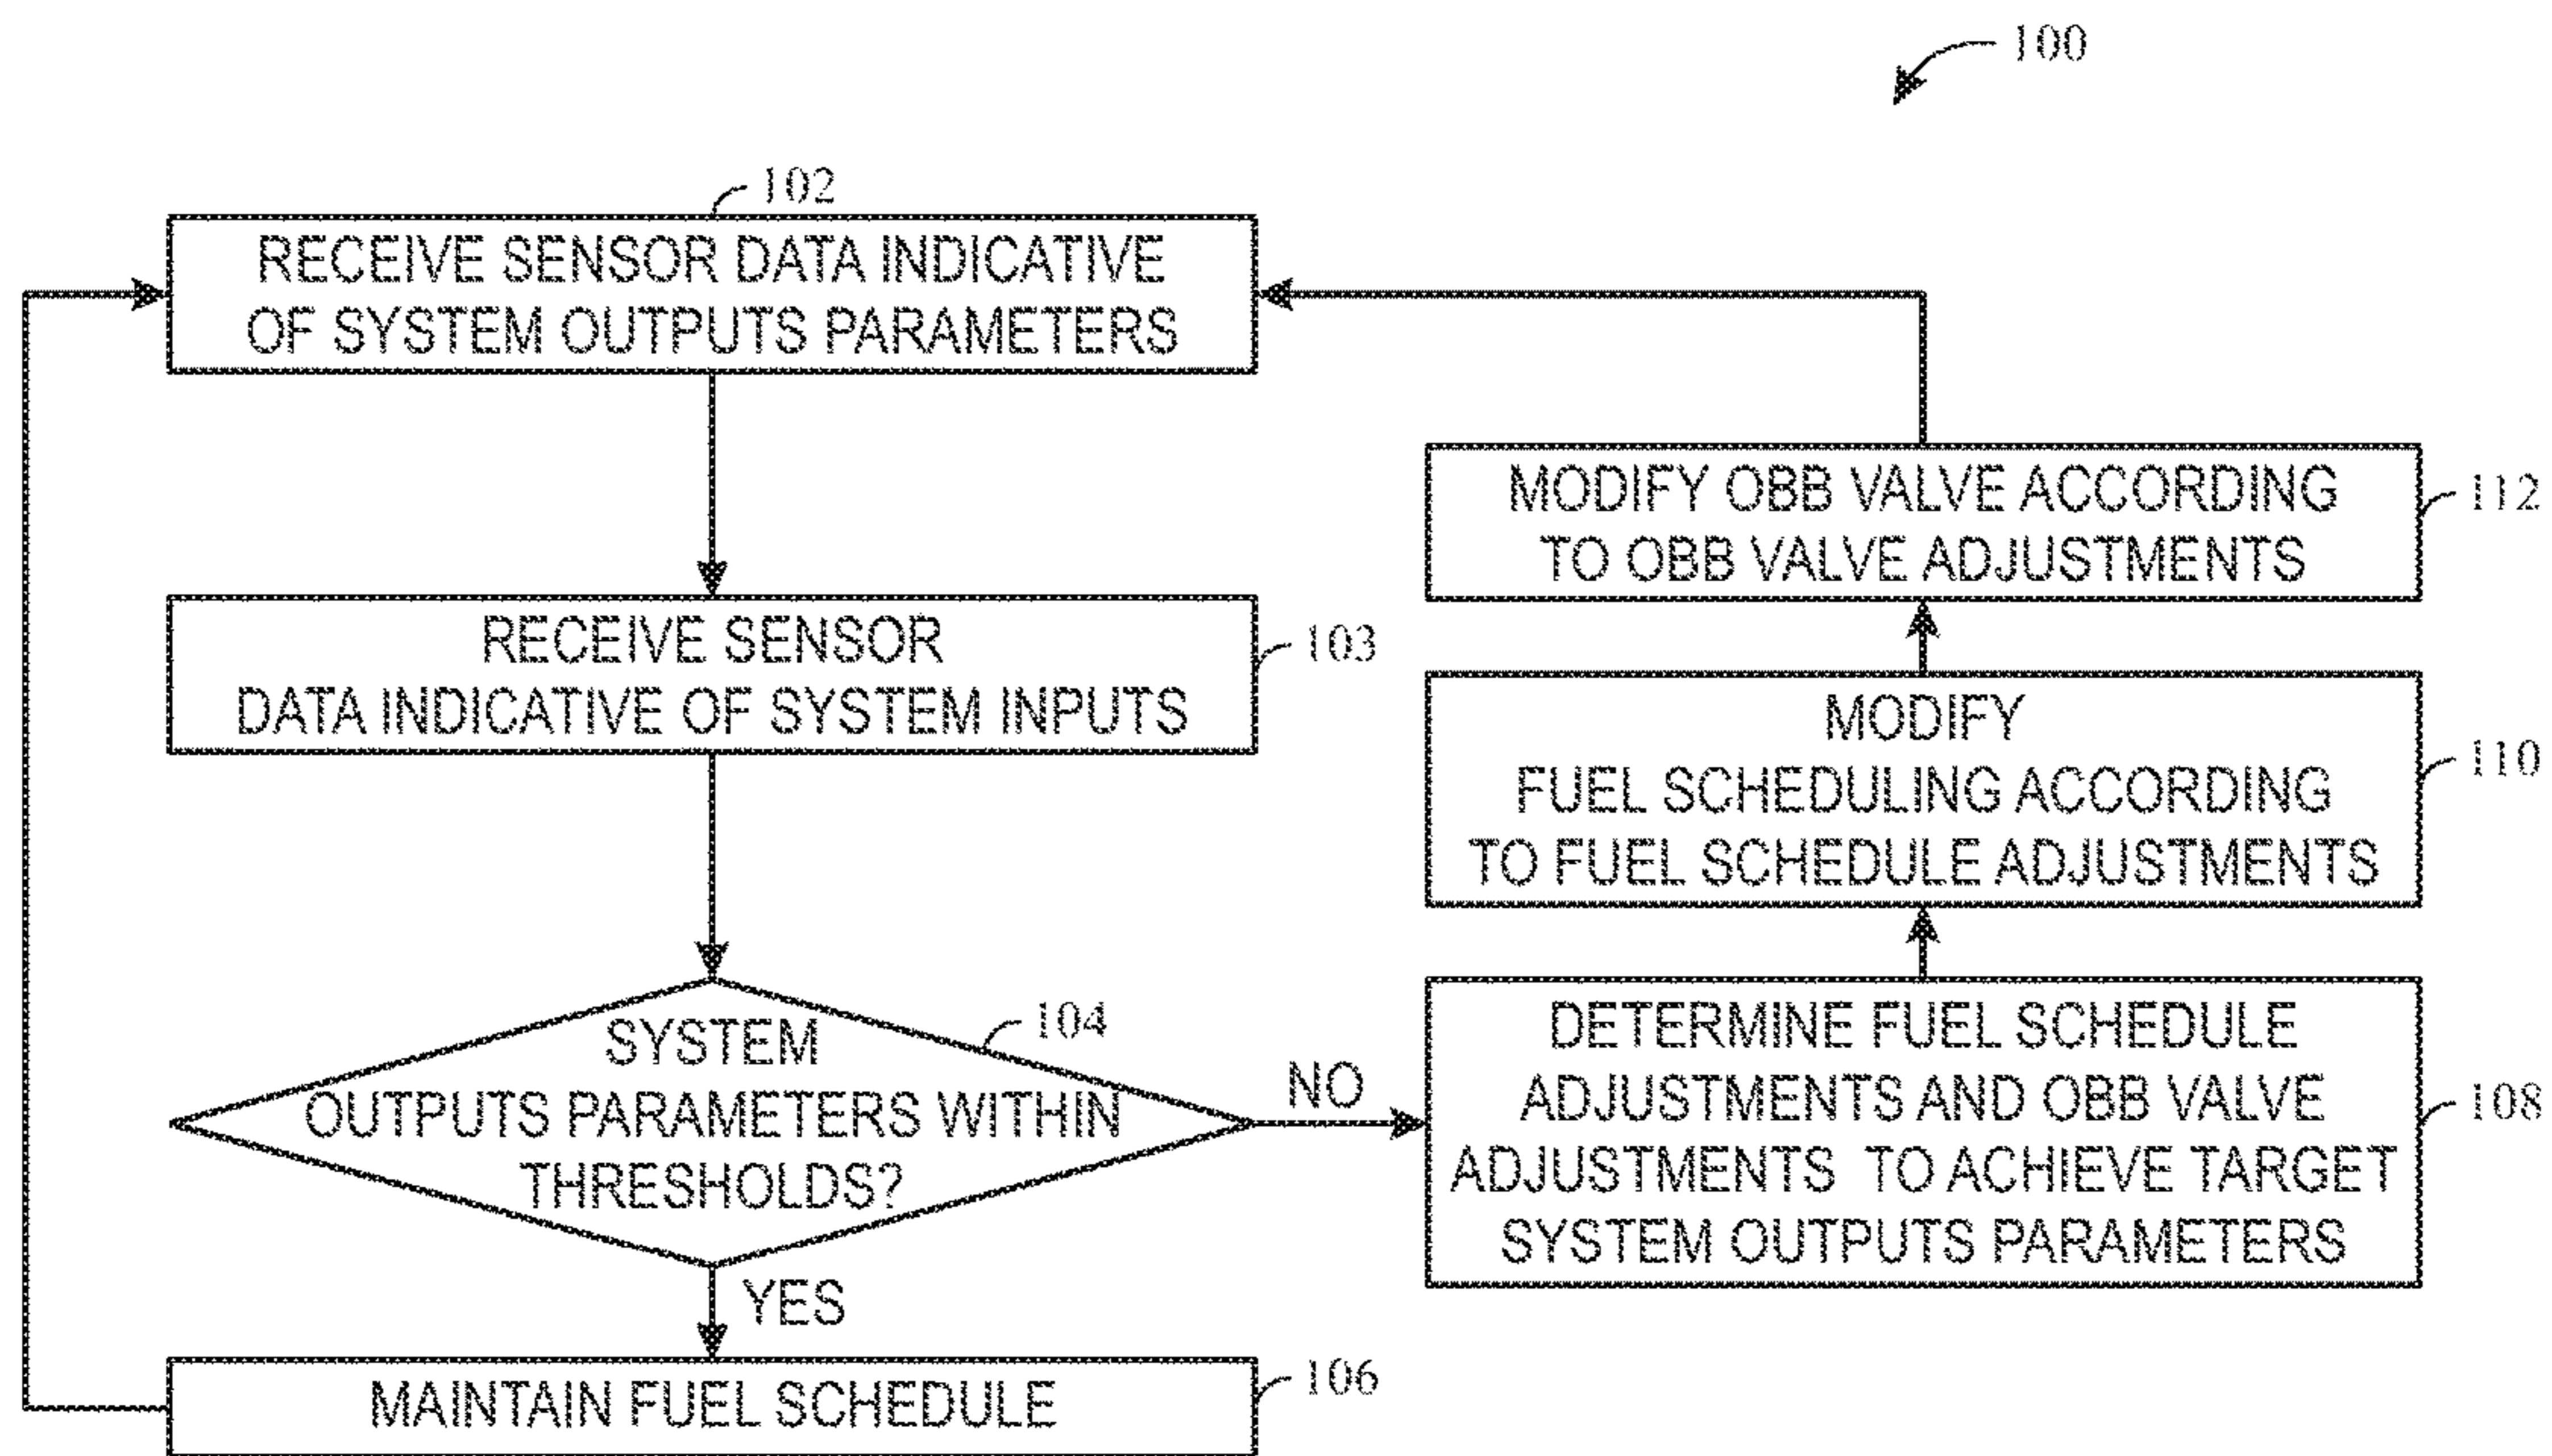 100
102
RECEIVE SENSOR DATA INDICATIVE
OF SYSTEM OUTPUTS PARAMETERS
RECEIVE SENSOR
DATA INDICATIVE OF SYSTEM INPUTS
103
SYSTEM
OUTPUTS PARAMETERS WITHIN
THRESHOLDS?
104
NO
YES
MAINTAIN FUEL SCHEDULE
106
MODIFY OBB VALVE ACCORDING
TO OBB VALVE ADJUSTMENTS
112
MODIFY
FUEL SCHEDULING ACCORDING
TO FUEL SCHEDULE ADJUSTMENTS
110
DETERMINE FUEL SCHEDULE
ADJUSTMENTS AND OBB VALVE
ADJUSTMENTS TO ACHIEVE TARGET
SYSTEM OUTPUTS PARAMETERS
108